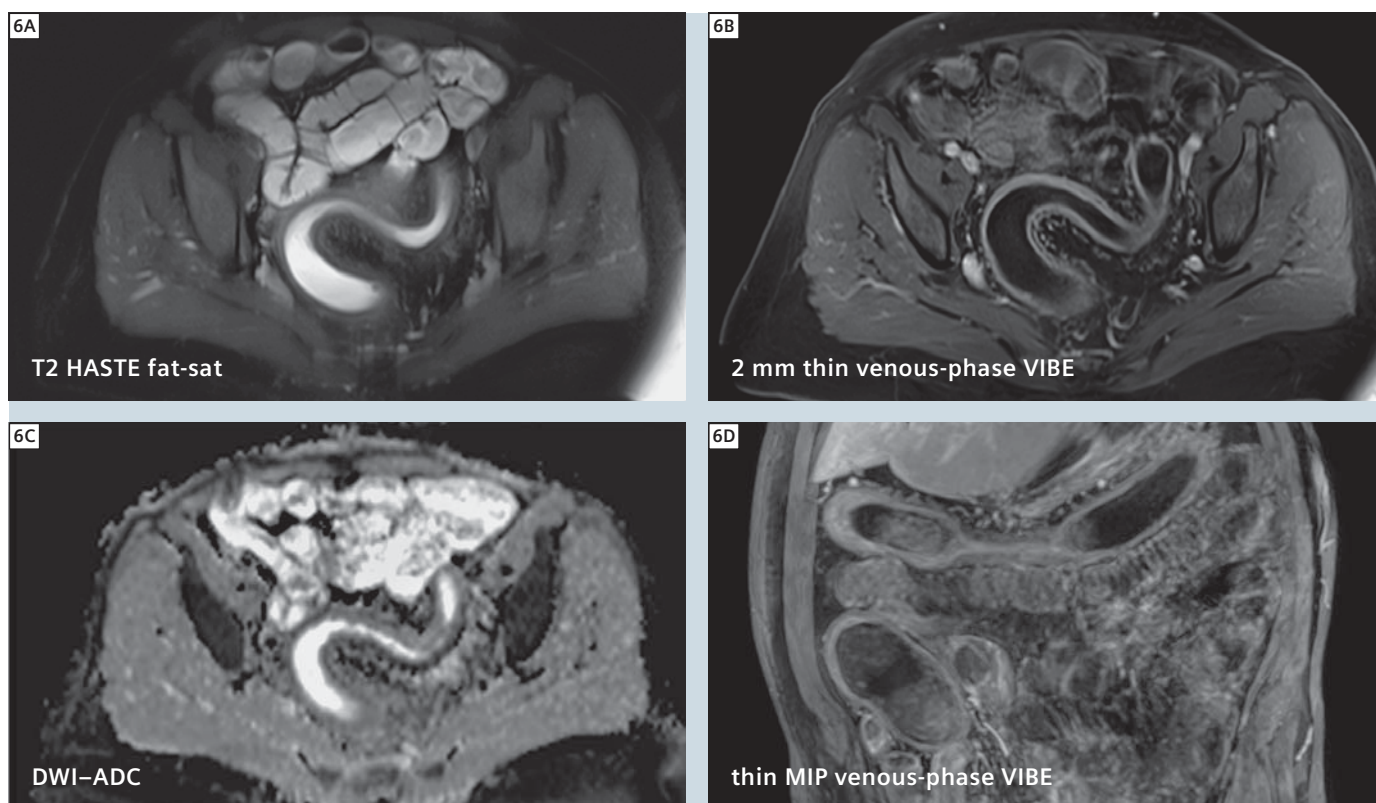 6A
T2 HASTE fat-sat
6B
2 mm thin venous-phase VIBE
6C
DWI–ADC
6D
thin MIP venous-phase VIBE